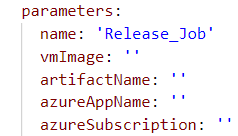 parameters:
name: 'Release_Job'
vmImage: ''
artifactName: ''
azureAppName: ''
azureSubscription: ''